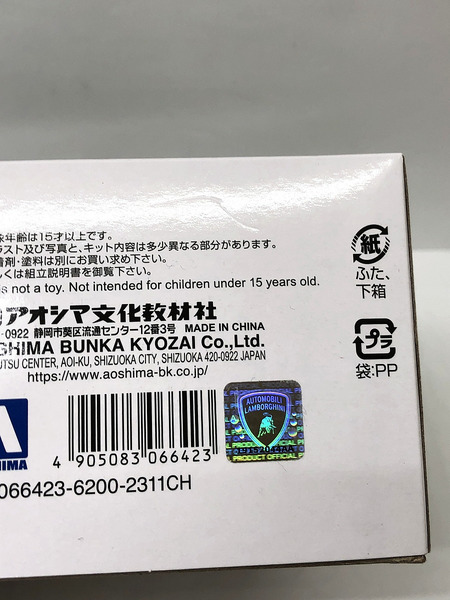 象年齢は15才以上です。
ラスト及び写真と、キット内容は多少異なる部分があります。
着剤・塗料は別にお買い求め下さい。
しくは組立説明書を御覧下さい。
s not a toy. Not intended for children under 15 years old.
アオシマ文化教材社
-0922 静岡市葵区流通センター12番3号 MADE IN CHINA
SHIMA BUNKA KYOZAI Co.,Ltd.
UTSU CENTER, AOI-KU, SHIZUOKA CITY, SHIZUOKA 420-0922 JAPAN
https://www.aoshima-bk.co.jp/
紙
ふた、
下箱
プラ
袋:PP
SHIMA
4 905083 066423
066423-6200-2311CH
AUTOMOBILI
LAMBORGHINI
PRODUCT OFFICIAL